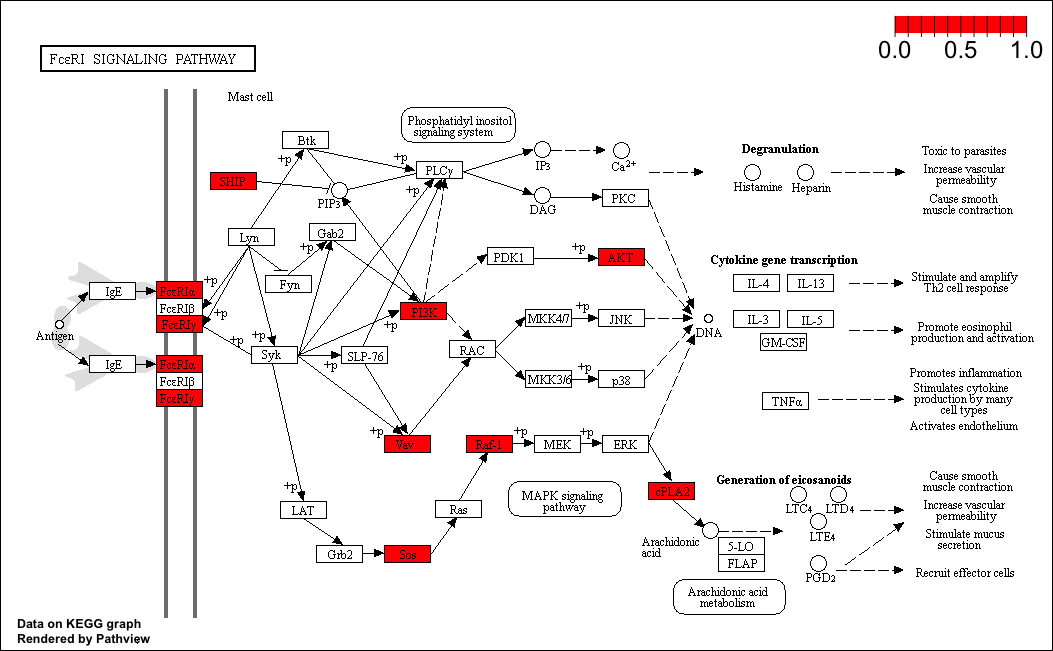 0.0 0.5 1.0
FcεRI SIGNALING PATHWAY
Mast cell
Phosphatidyl inositol
signaling system
Btk
+p
+p
PLCγ
+p
IP3
Ca2+
DAG
PKC
SHIP
PIP3
Degranulation
Histamine
Heparin
Toxic to parasites
Increase vascular
permeability
Cause smooth
muscle contraction
Lyn
Gab2
+p
Fyn
PDK1
+p
AKT
Cytokine gene transcription
IL-4
IL-13
IL-3
IL-5
GM-CSF
TNFα
Stimulate and amplify
Th2 cell response
Promote eosinophil
production and activation
Promotes inflammation
Stimulates cytokine
production by many
cell types
Activates endothelium
Antigen
IgE
FcεRIα
FcεRIβ
FcεRIγ
+p
+p
IgE
FcεRIα
FcεRIβ
FcεRIγ
+p
Syk
+p
SLP-76
PI3K
+p
RAC
MKK4/7
+p
JNK
MKK3/6
+p
p38
DNA
+p
Vav
Raf-1
+p
MEK
+p
ERK
+p
cPLA2
MAPK signaling
pathway
+p
LAT
Grb2
Sos
Ras
Generation of eicosanoids
LTC4
LTD4
LTE4
PGD2
Arachidonic
acid
5-LO
FLAP
Arachidonic acid
metabolism
Cause smooth
muscle contraction
Increase vascular
permeability
Stimulate mucus
secretion
Recruit effector cells
Data on KEGG graph
Rendered by Pathview